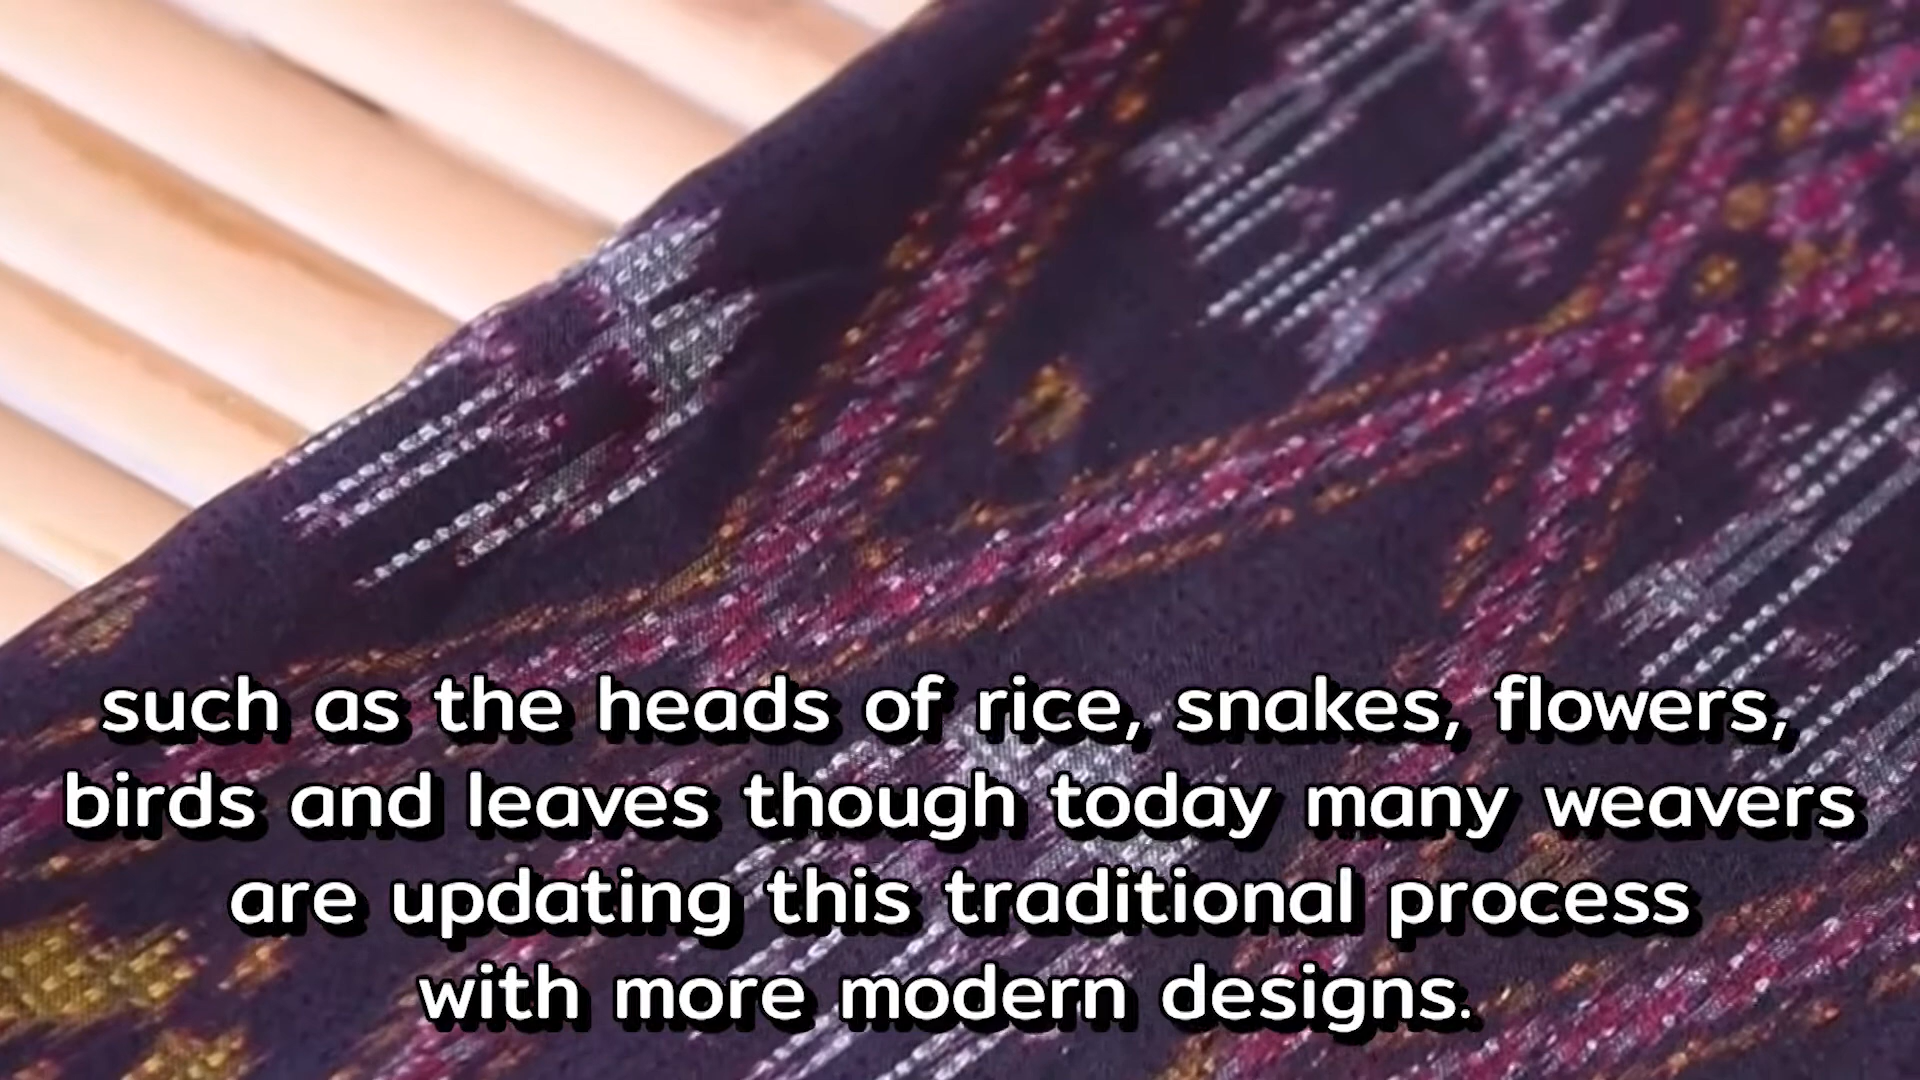 such as the heads of rice, snakes, flowers,
birds and leaves though today many weavers
are updating this traditional process
with more modern designs.